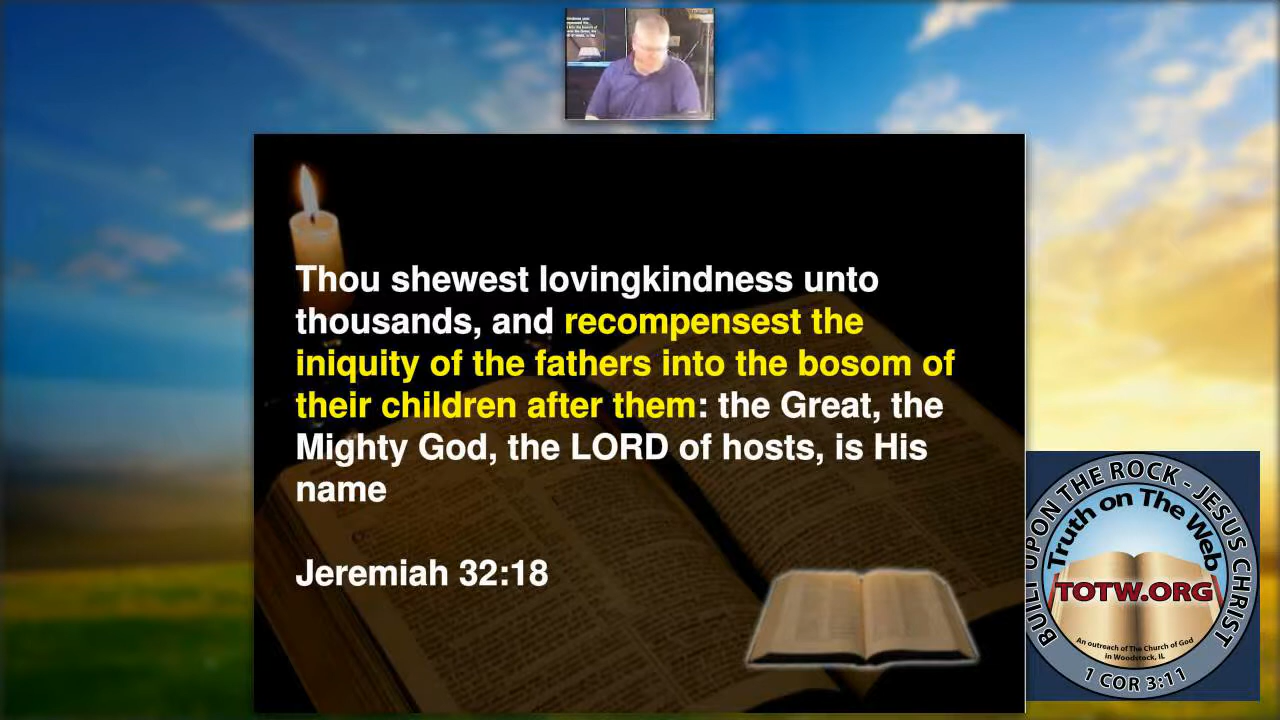 Thou shewest lovingkindness unto
thousands, and recompensest the
iniquity of the fathers into the bosom of
their children after them: the Great, the
Mighty God, the LORD of hosts, is His
name
Jeremiah 32:18
BUILT UPON THE ROCK - JESUS CHRIST
Truth on The Web
TOTW.ORG
An outreach of The Church of God
in Woodstock, IL
1 COR 3:11